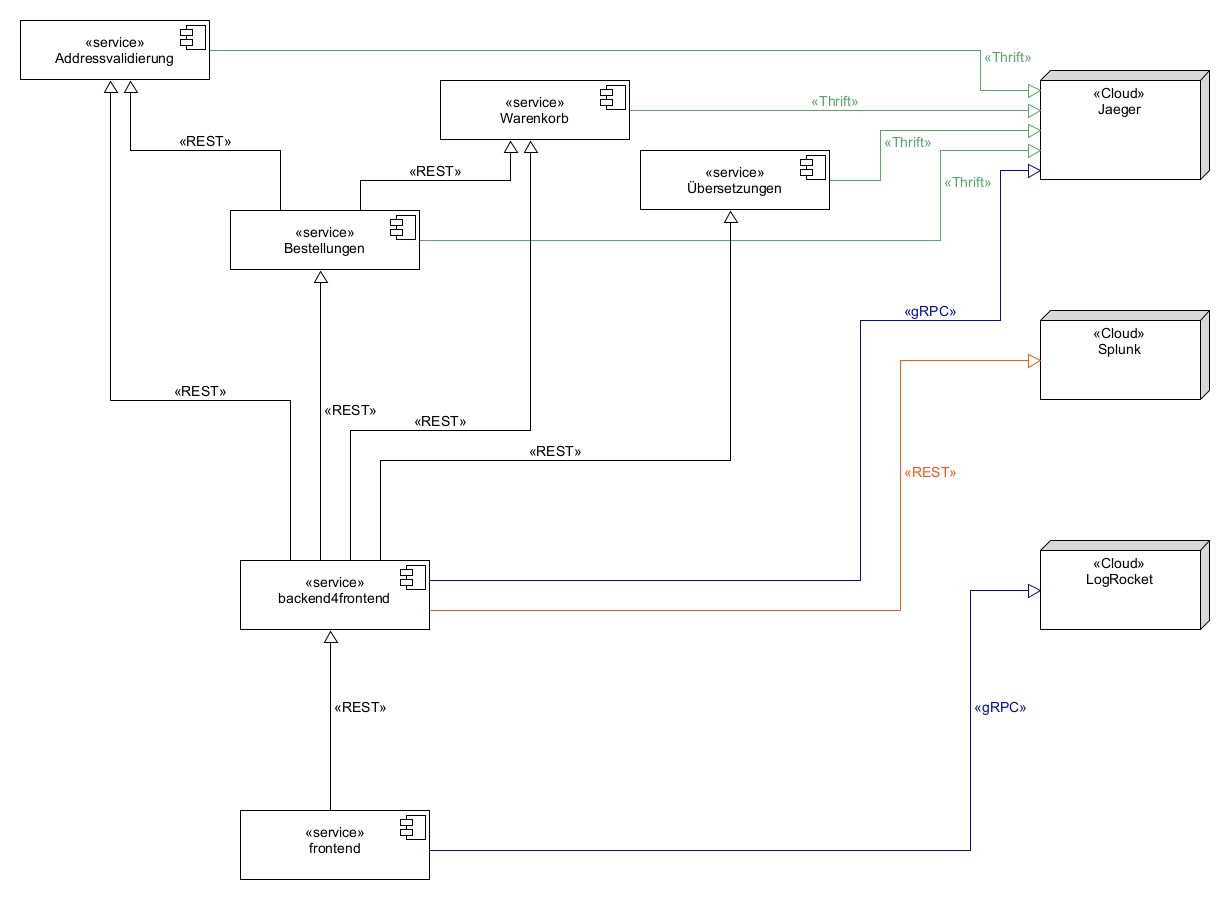 «service»
Addressvalidierung
«Thrift»
«service»
Warenkorb
«Thrift»
«Cloud»
Jaeger
«REST»
«REST»
«service»
Übersetzungen
«Thrift»
«Thrift»
«service»
Bestellungen
«gRPC»
«Cloud»
Splunk
«REST»
«REST»
«REST»
«REST»
«REST»
«service»
backend4frontend
«Cloud»
LogRocket
«REST»
«gRPC»
«service»
frontend